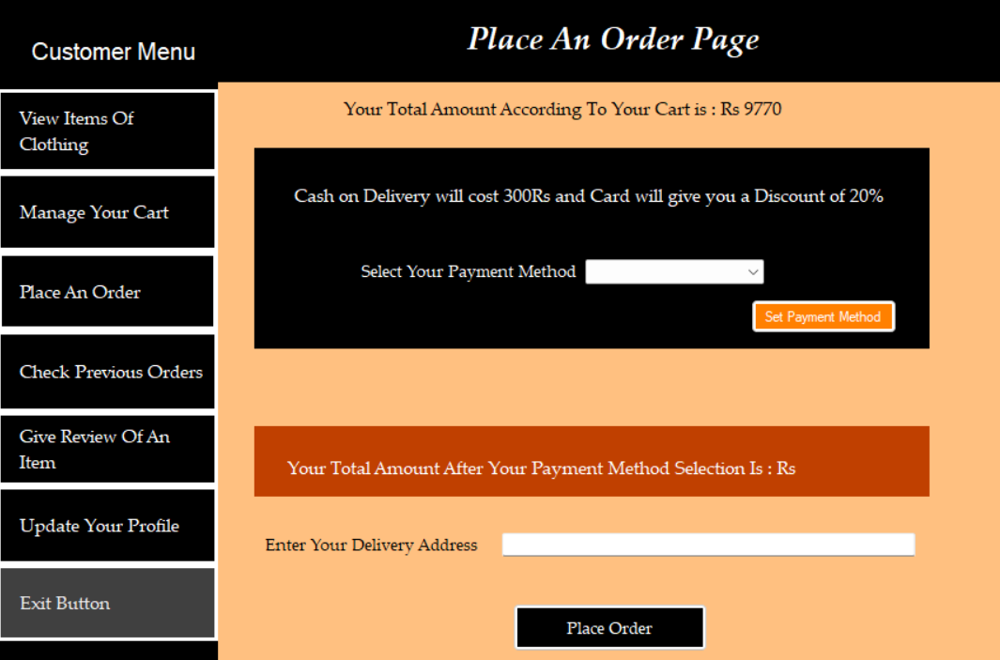 Customer Menu
Place An Order Page
View Items Of
Clothing
Manage Your Cart
Place An Order
Check Previous Orders
Give Review Of An
Item
Update Your Profile
Exit Button
Your Total Amount According To Your Cart is : Rs 9770
Cash on Delivery will cost 300Rs and Card will give you a Discount of 20%
Select Your Payment Method
Set Payment Method
Your Total Amount After Your Payment Method Selection Is : Rs
Enter Your Delivery Address
Place Order